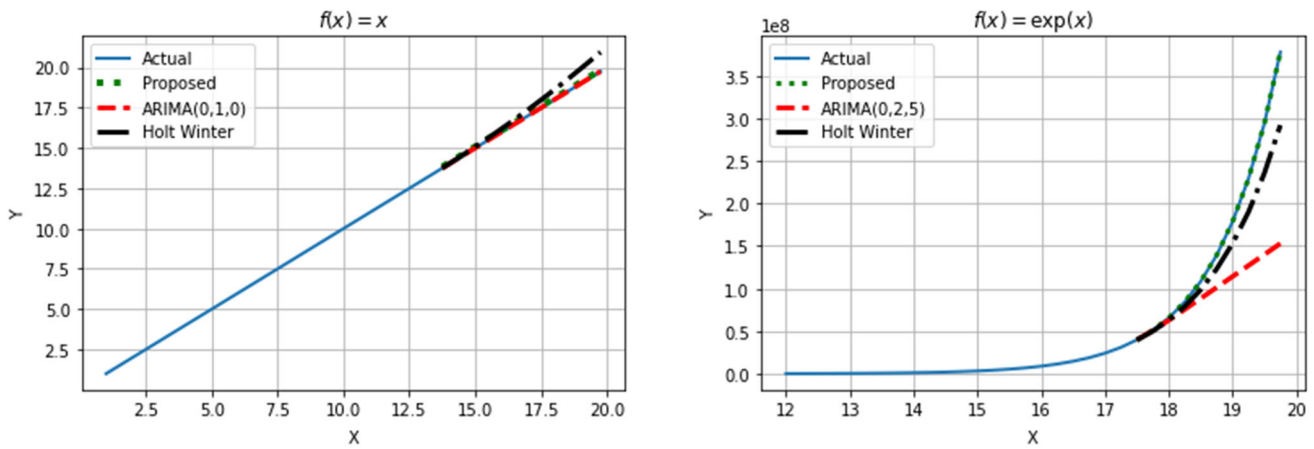 f(x) = x
Actual
Proposed
ARIMA(0,1,0)
Holt Winter
20.0
17.5
15.0
12.5
10.0
7.5
5.0
2.5
Y
2.5 5.0 7.5 10.0 12.5 15.0 17.5 20.0
X
1e8
f(x) = exp(x)
Actual
Proposed
ARIMA(0,2,5)
Holt Winter
3.5
3.0
2.5
2.0
1.5
1.0
0.5
0.0
Y
12 13 14 15 16 17 18 19 20
X